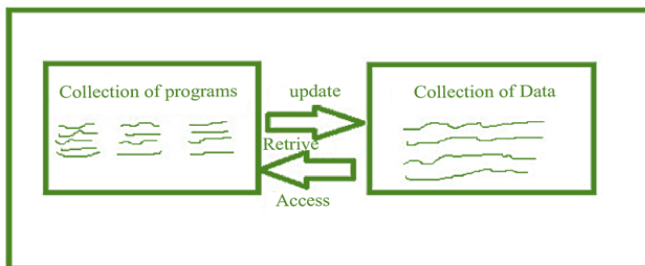 Collection of programs
update
Retrive
Access
Collection of Data